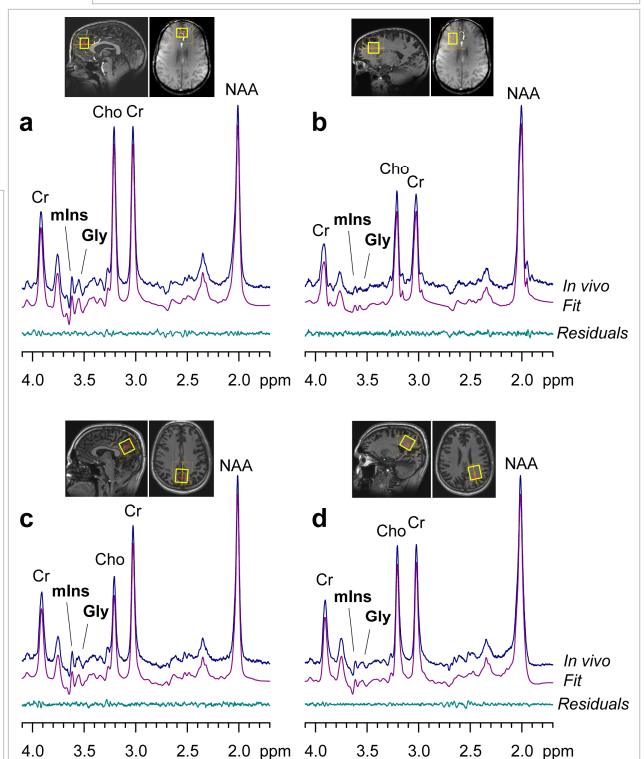 NAA
a
Cho Cr
Cr
mIns
Gly
4.0 3.5 3.0 2.5 2.0 ppm
NAA
b
Cho
Cr
Cr
mIns
Gly
In vivo
Fit
Residuals
4.0 3.5 3.0 2.5 2.0 ppm
NAA
c
Cr
Cho
Cr
mIns
Gly
4.0 3.5 3.0 2.5 2.0 ppm
NAA
d
Cho
Cr
Cr
mIns
Gly
In vivo
Fit
Residuals
4.0 3.5 3.0 2.5 2.0 ppm